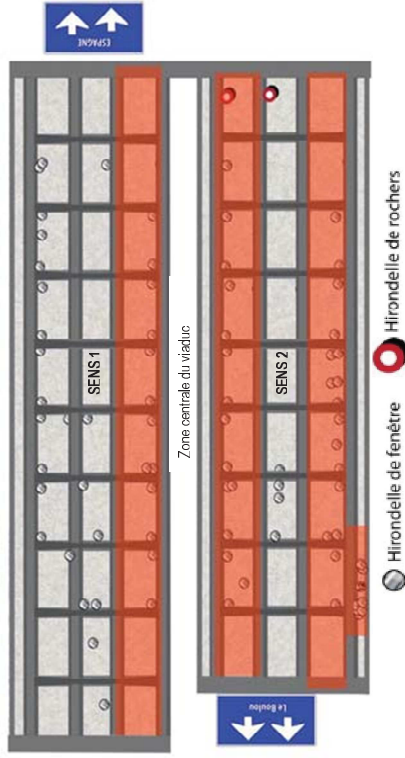 ESPAGNE
SENS 1
Zone centrale du viaduc
SENS 2
Le Boulou
Hirondelle de fenêtre
Hirondelle de rochers